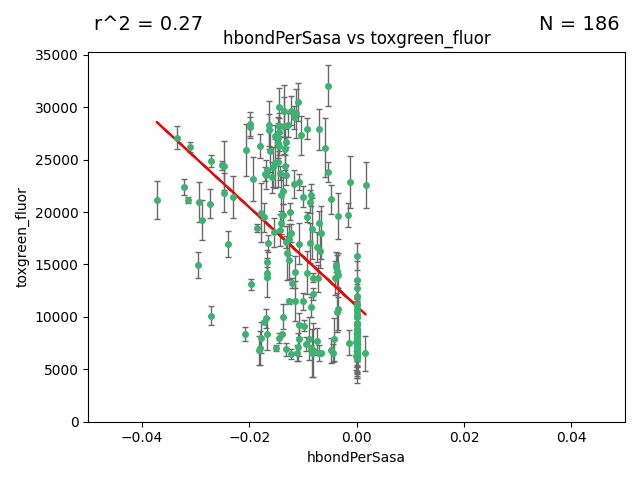 r^2 = 0.27
N = 186
hbondPerSasa vs toxgreen_fluor
35000
30000
25000
20000
15000
10000
5000
0
toxgreen_fluor
−0.04
−0.02
0.00
0.02
0.04
hbondPerSasa